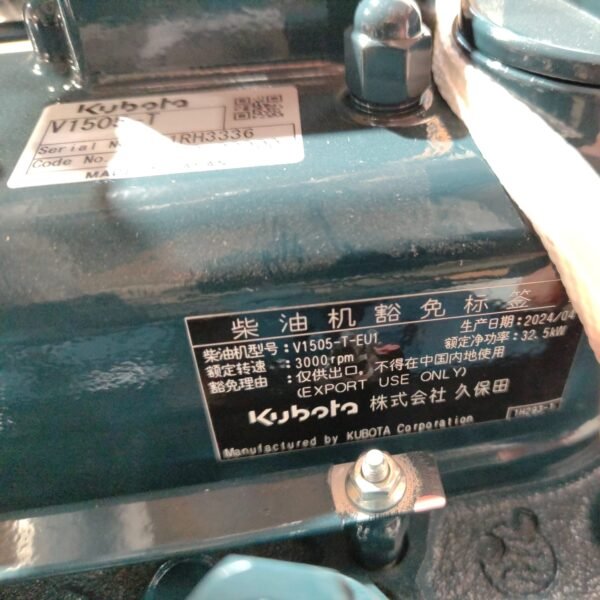 Kubota
V1505-T
Serial No. 1RH3336
Code No.
柴油机豁免标签
柴油机型号：V1505-T-EU1
生产日期：2024/04
额定转速：3000rpm
额定净功率：32.5kW
豁免理由：仅供出口，不得在中国内地使用
(EXPORT USE ONLY)
Kubota 株式会社 久保田
Manufactured by KUBOTA Corporation